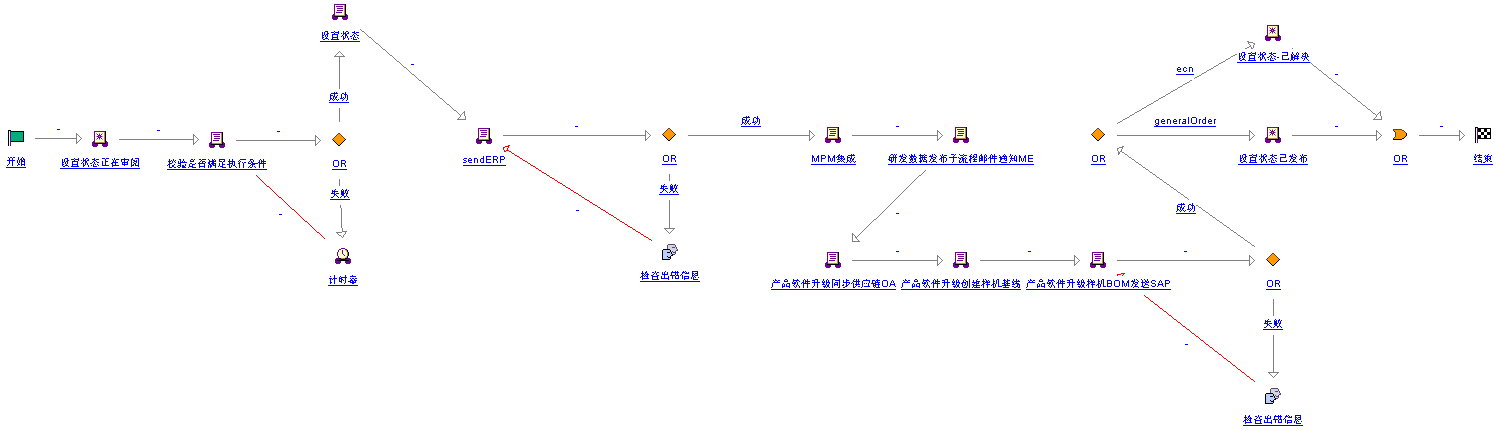 设置状态
ecn
设置状态-已解决
成功
成功
generalOrder
开始
设置状态正在审阅
校验是否满足执行条件
OR
sendERP
OR
MPM集成
研发数据发布子流程邮件通知ME
OR
设置状态已发布
OR
结束
失败
失败
成功
计时器
检查出错信息
产品软件升级同步供应链OA
产品软件升级创建样机基线
产品软件升级样机BOM发送SAP
OR
失败
检查出错信息